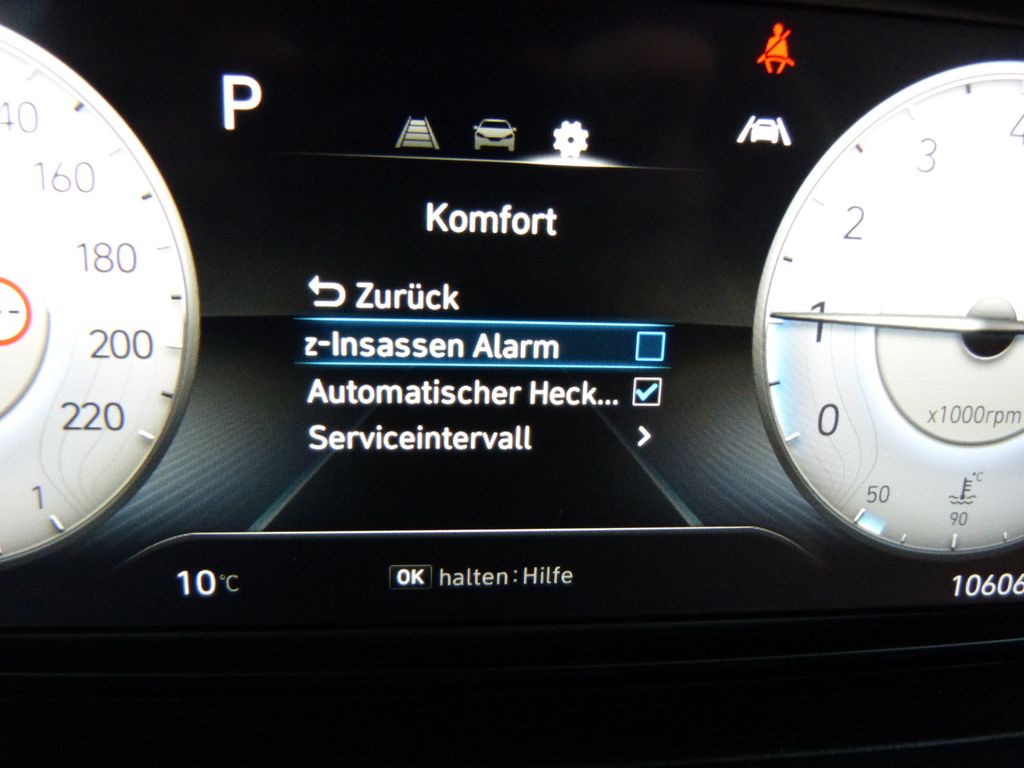 P
40
160
180
200
220
1
--
Komfort
Zurück
z-Insassen Alarm
Automatischer Heck...
Serviceintervall
10°C
OK halten:Hilfe
4
3
2
1
0
x1000rpm
50
°C
90
10606